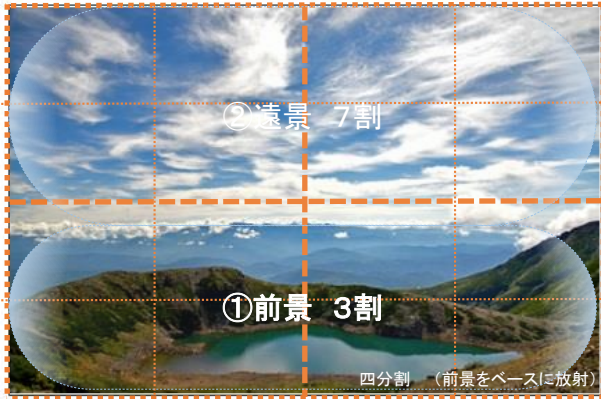 ②遠景　７割
①前景　３割
四分割　（前景をベースに放射）